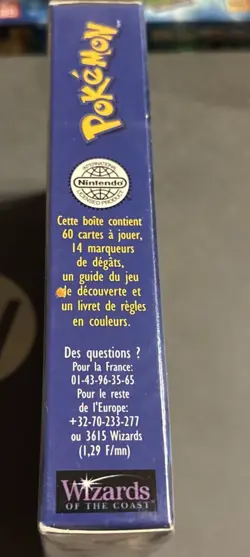 POKéMON
INTERNATIONAL
Nintendo
LICENSED PRODUCT
Cette boîte contient
60 cartes à jouer,
14 marqueurs
de dégâts,
un guide du jeu
de découverte et
un livret de règles
en couleurs.
Des questions ?
Pour la France:
01-43-96-35-65
Pour le reste
de l'Europe:
+32-70-233-277
ou 3615 Wizards
(1,29 F/mn)
Wizards
OF THE COAST